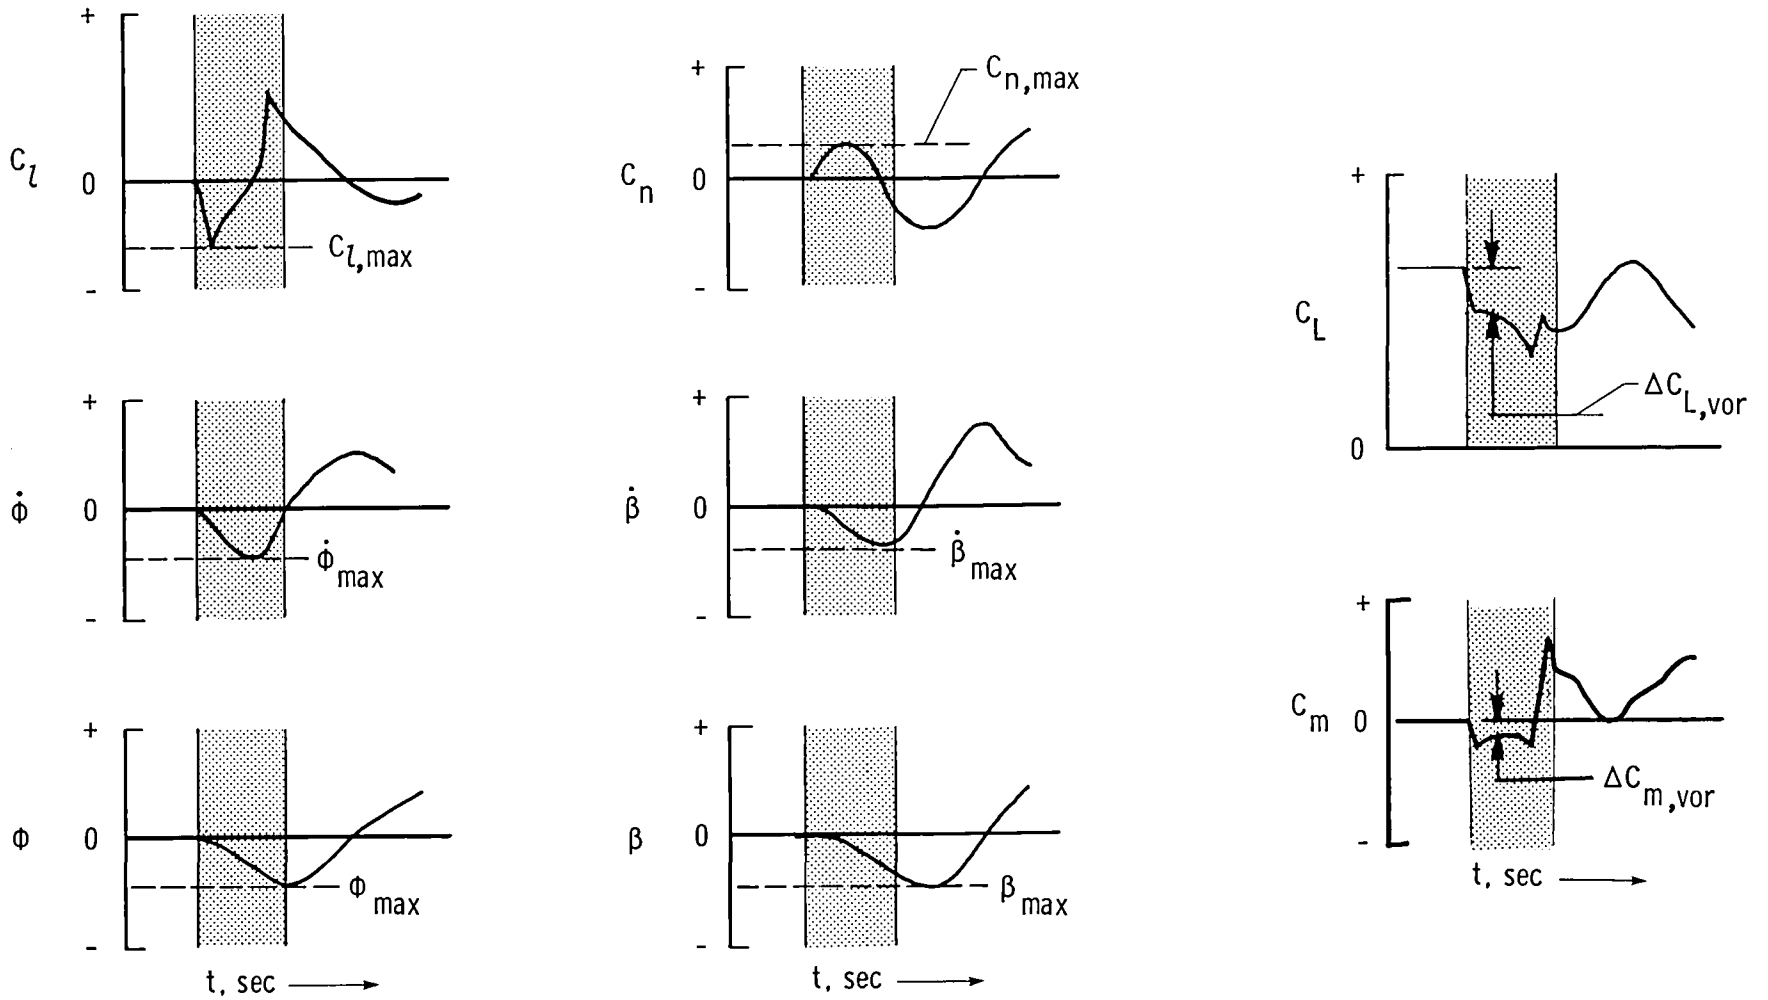 +
C_l
0
C_l,max
-
+
Φ̇
0
Φ̇_max
-
+
Φ
0
Φ_max
-
t, sec
+
C_n,max
C_n
0
-
+
β̇
0
β̇_max
-
+
β
0
β_max
-
t, sec
+
C_L
ΔC_L,vor
0
+
C_m
0
ΔC_m,vor
-
t, sec